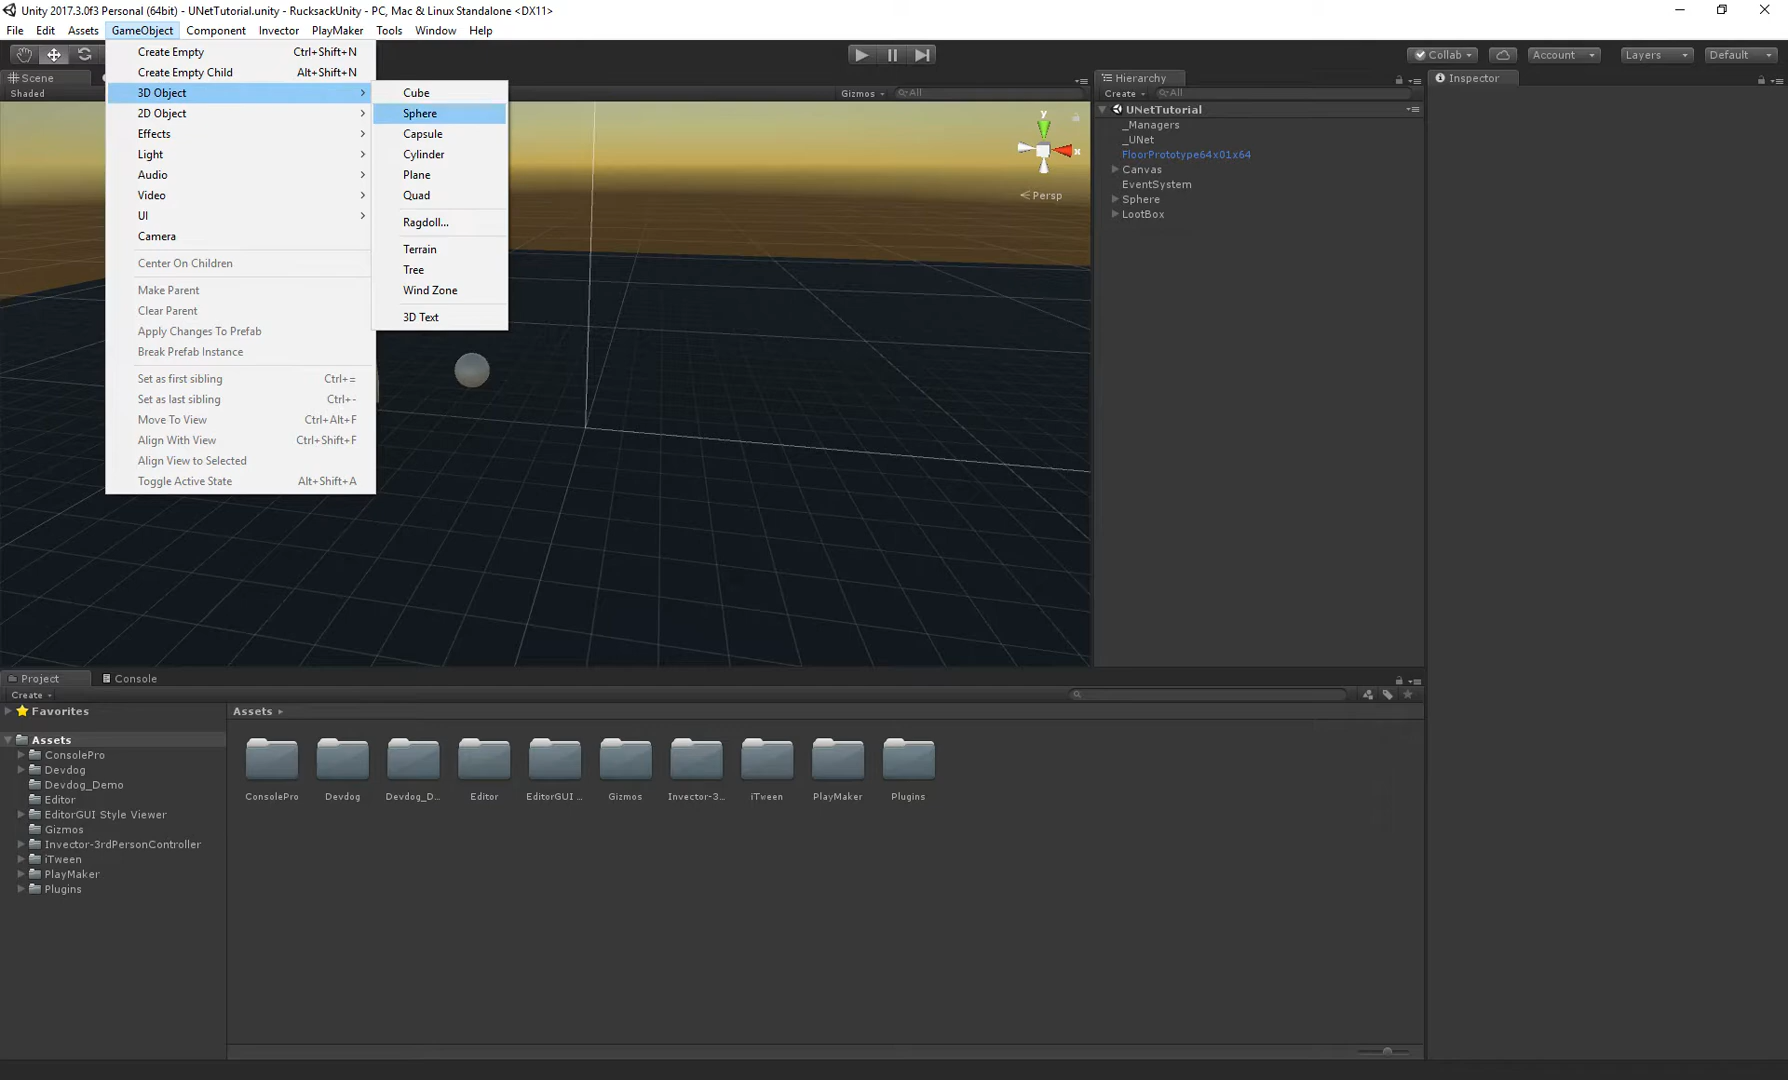 Unity 2017.3.0f3 Personal (64bit) - UNetTutorial.unity - RucksackUnity - PC, Mac & Linux Standalone <DX11>
File Edit Assets GameObject Component Invector PlayMaker Tools Window Help
Collab Account Layers Default
Create Empty Ctrl+Shift+N
Create Empty Child Alt+Shift+N
3D Object
2D Object
Effects
Light
Audio
Video
UI
Camera
Center On Children
Make Parent
Clear Parent
Apply Changes To Prefab
Break Prefab Instance
Set as first sibling Ctrl+=
Set as last sibling Ctrl+-
Move To View Ctrl+Alt+F
Align With View Ctrl+Shift+F
Align View to Selected
Toggle Active State Alt+Shift+A
Cube
Sphere
Capsule
Cylinder
Plane
Quad
Ragdoll...
Terrain
Tree
Wind Zone
3D Text
Scene
Shaded
Gizmos All
y
x
Persp
Hierarchy
Create All
UNetTutorial
_Managers
_UNet
FloorPrototype64x01x64
Canvas
EventSystem
Sphere
LootBox
Inspector
Project Console
Create
Favorites
Assets
ConsolePro
Devdog
Devdog_Demo
Editor
EditorGUI Style Viewer
Gizmos
Invector-3rdPersonController
iTween
PlayMaker
Plugins
Assets
ConsolePro Devdog Devdog_D... Editor EditorGUI ... Gizmos Invector-3... iTween PlayMaker Plugins